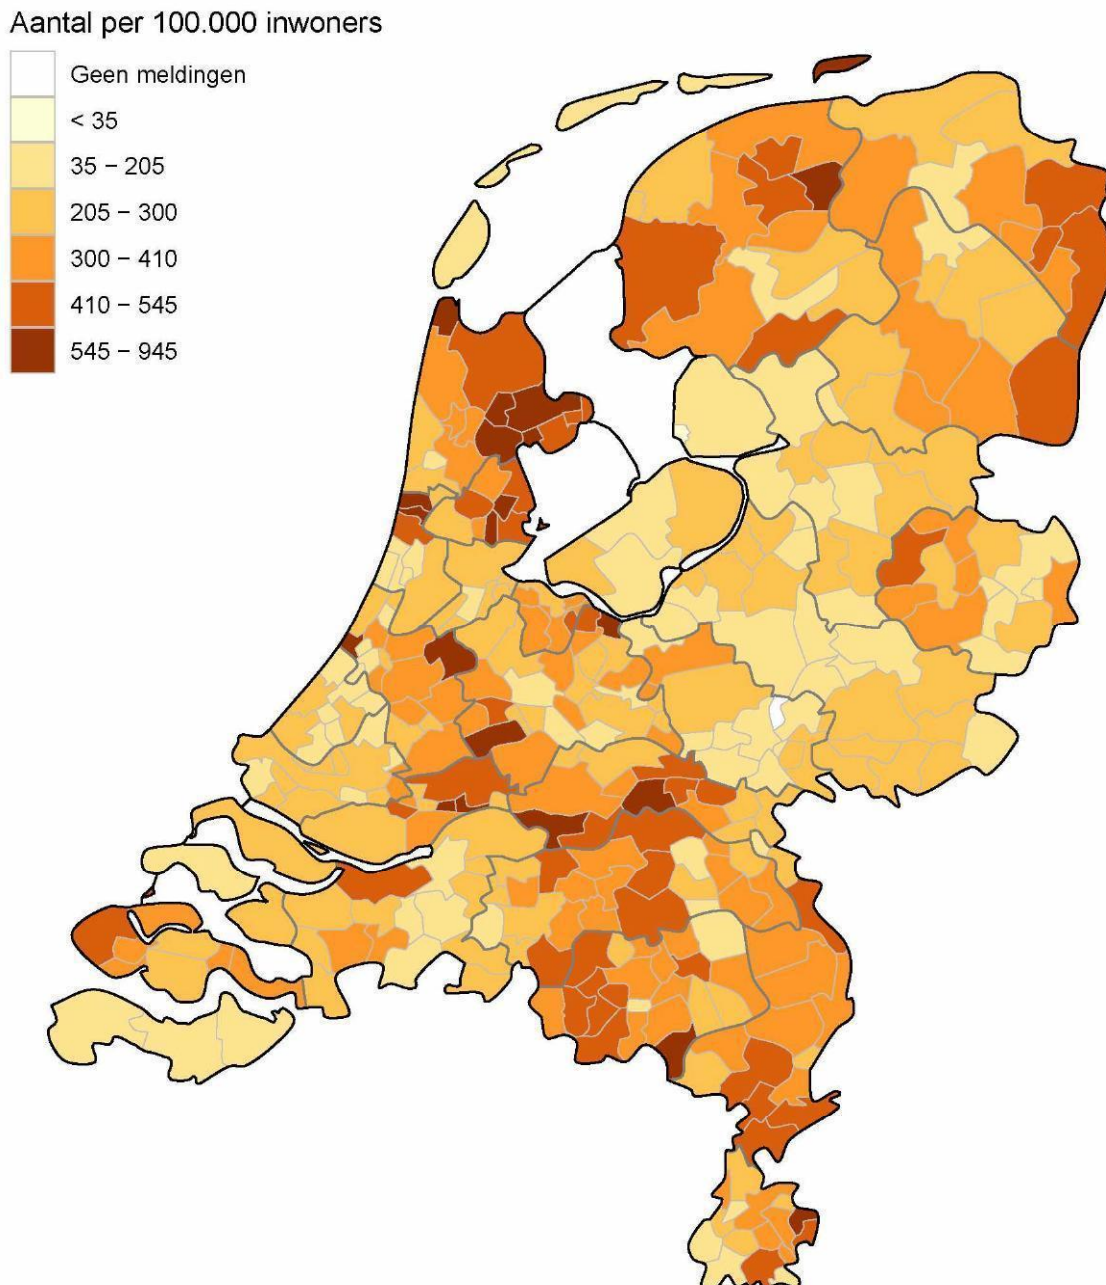 Aantal per 100.000 inwoners
Geen meldingen
< 35
35 − 205
205 − 300
300 − 410
410 − 545
545 − 945